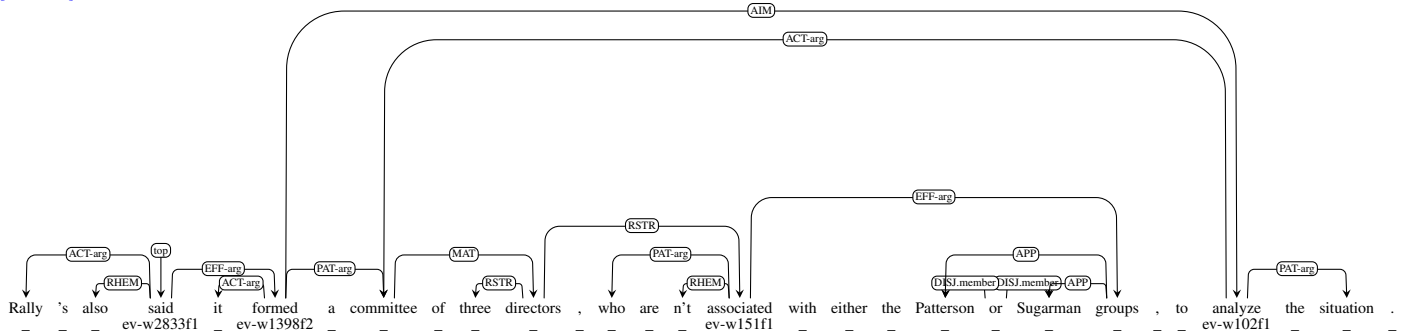 AIM
ACT-arg
EFF-arg
RSTR
ACT-arg top MAT PAT-arg APP
EFF-arg PAT-arg PAT-arg
RHEM ACT-arg RSTR RHEM DISJ.member DISJ.member APP
Rally 's also said it formed a committee of three directors , who are n't associated with either the Patterson or Sugarman groups , to analyze the situation .
_ _ _ ev-w2833f1 _ ev-w1398f2 _ _ _ _ _ _ _ _ _ ev-w151f1 _ _ _ _ _ _ _ _ _ ev-w102f1 _ _ _